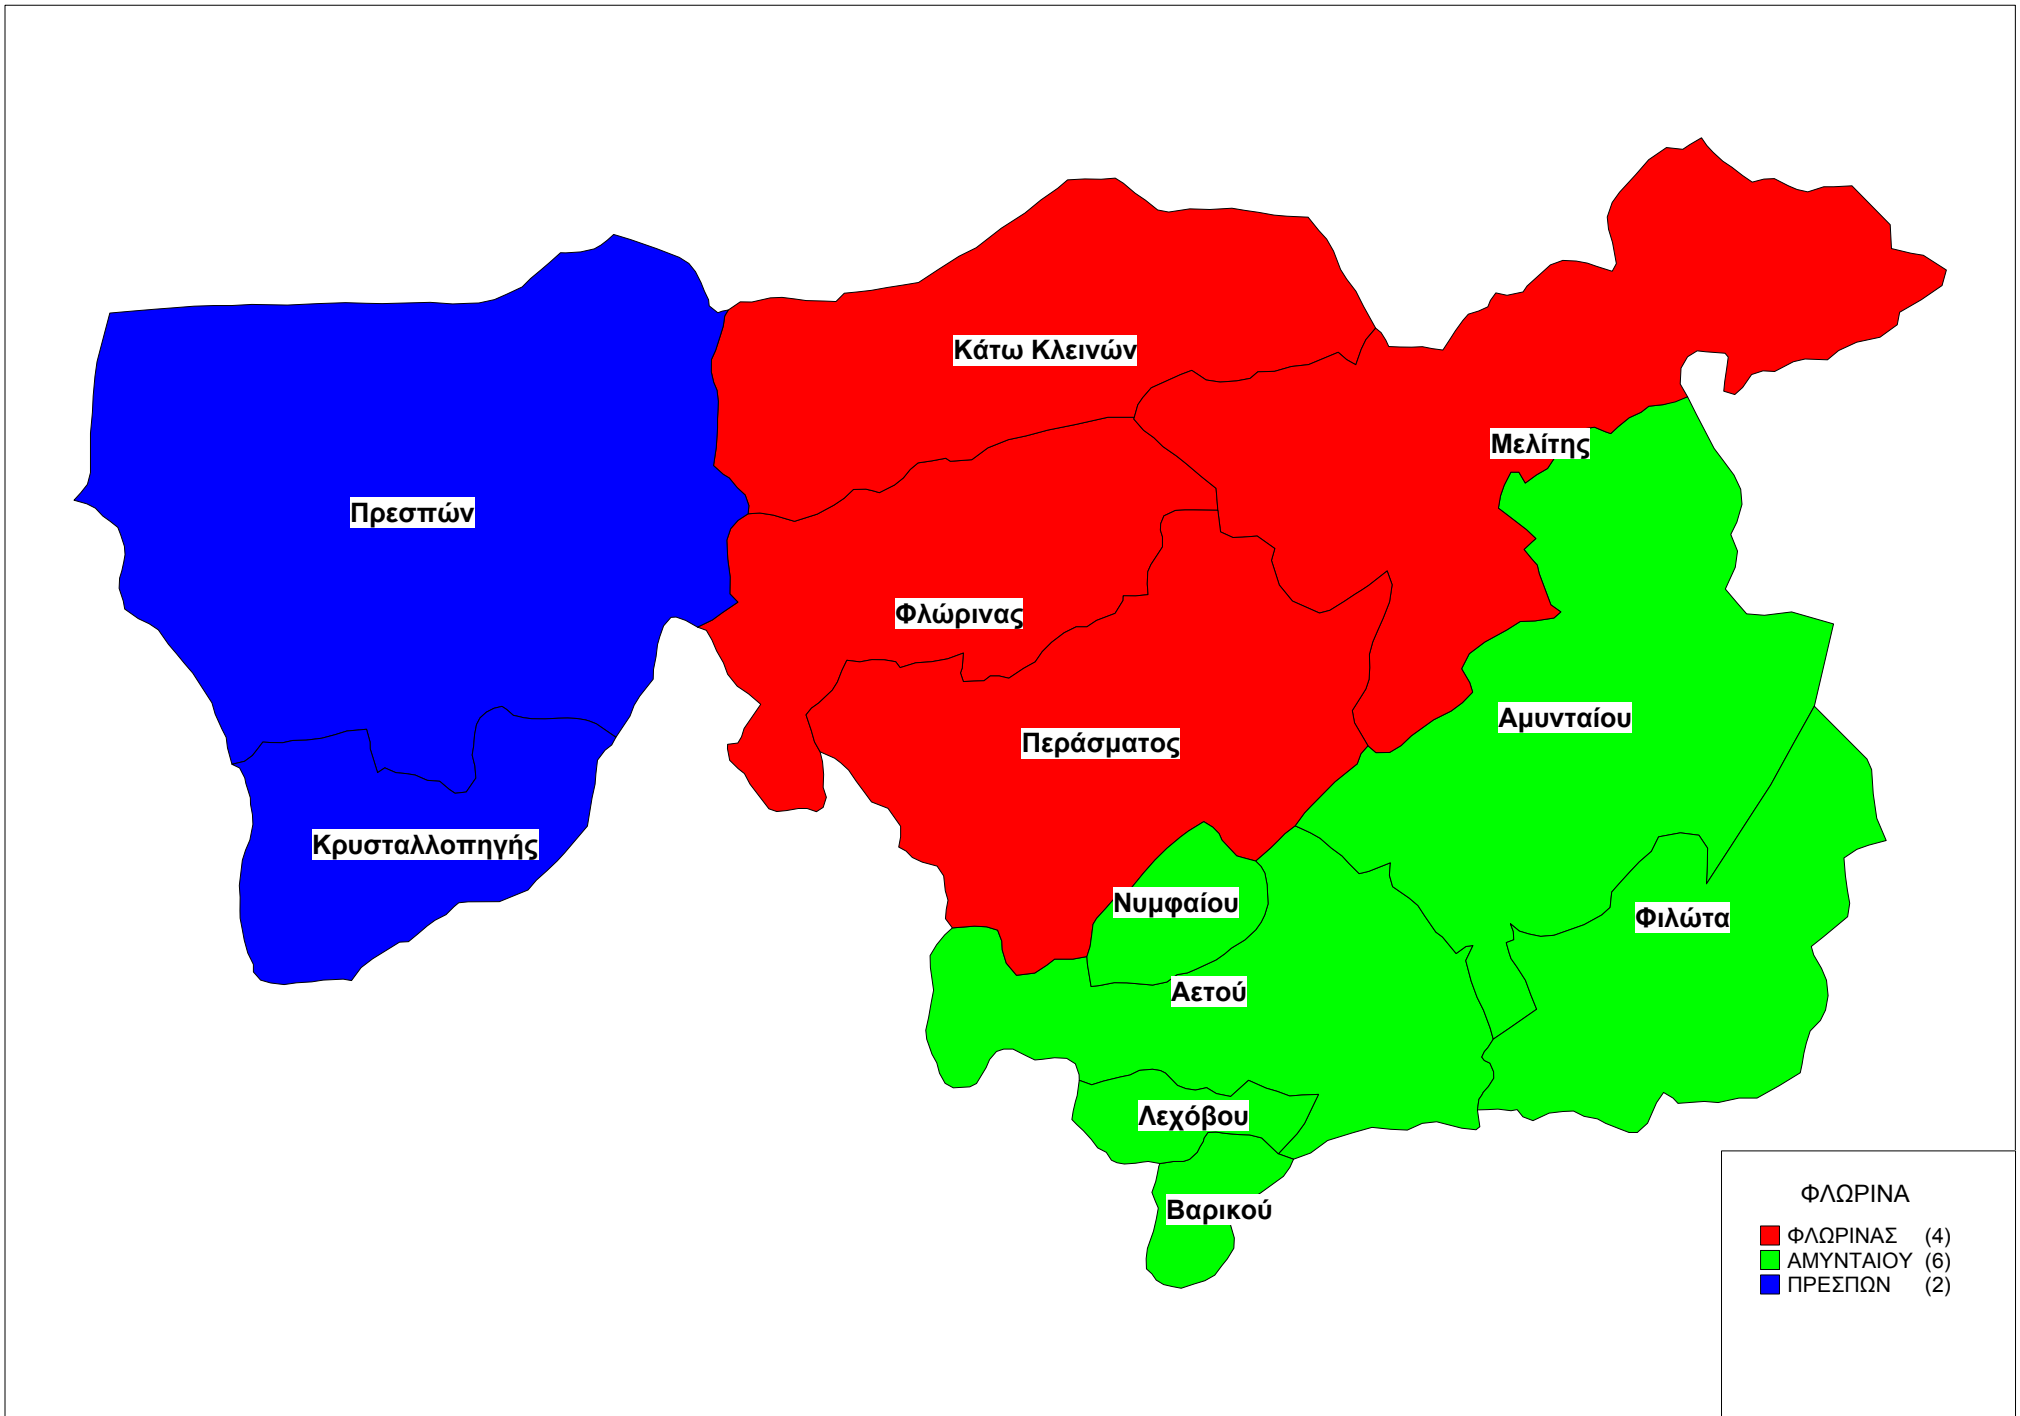 Κάτω Κλεινών
Μελίτης
Πρεσπών
Φλώρινας
Αμυνταίου
Περάσματος
Κρυσταλλοπηγής
Νυμφαίου
Φιλώτα
Αετού
Λεχόβου
Βαρικού
ΦΛΩΡΙΝΑ
ΦΛΩΡΙΝΑΣ (4)
ΑΜΥΝΤΑΙΟΥ (6)
ΠΡΕΣΠΩΝ (2)